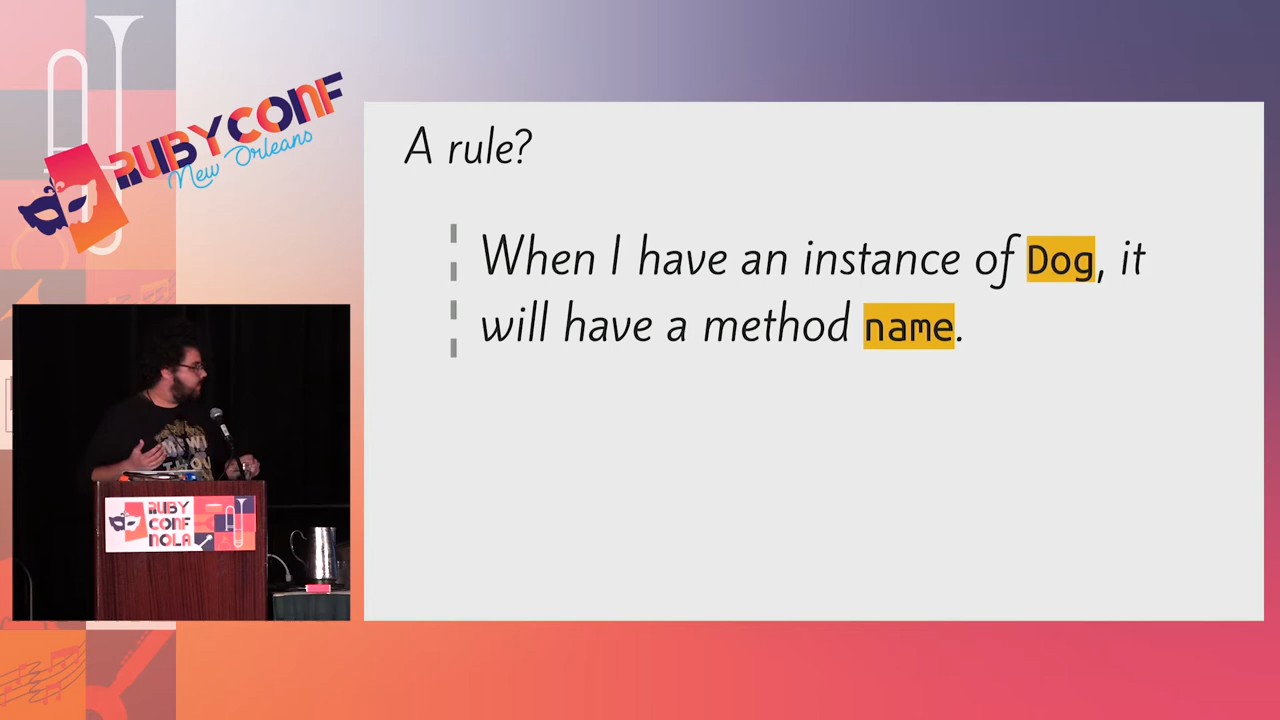 RUBYCONF
New Orleans
A rule?
When I have an instance of Dog, it
will have a method name.
RUBY
CONF
NOLA